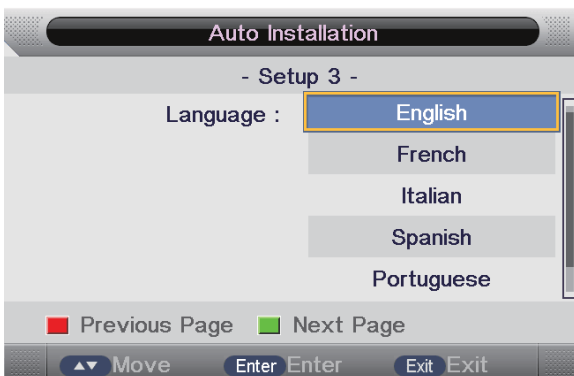 Auto Installation
- Setup 3 -
Language : English
French
Italian
Spanish
Portuguese
Previous Page Next Page
▲▼ Move Enter Enter Exit Exit